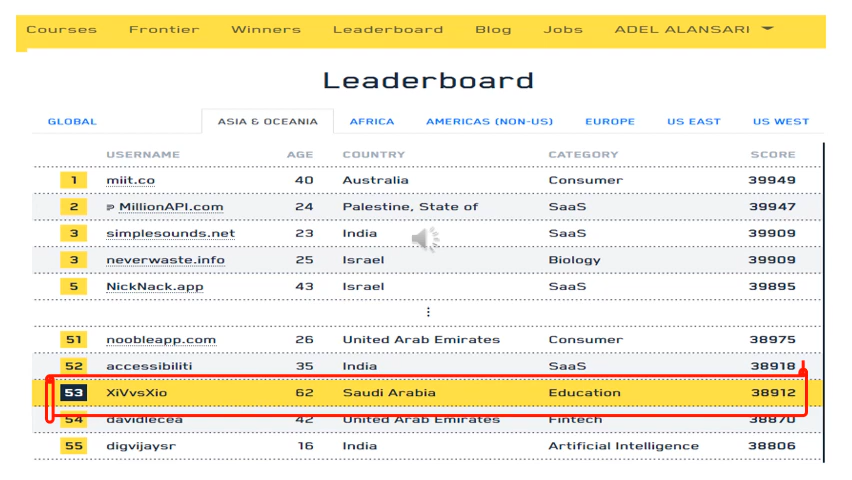 Courses Frontier Winners Leaderboard Blog Jobs ADEL ALANSARI
Leaderboard
GLOBAL ASIA & OCEANIA AFRICA AMERICAS (NON-US) EUROPE US EAST US WEST
USERNAME AGE COUNTRY CATEGORY SCORE
1 miit.co 40 Australia Consumer 39949
2 MillionAPI.com 24 Palestine, State of SaaS 39947
3 simplesounds.net 23 India SaaS 39909
3 neverwaste.info 25 Israel Biology 39909
5 NickNack.app 43 Israel SaaS 39895
⋮
51 noobleapp.com 26 United Arab Emirates Consumer 38975
52 accessibiliti 35 India SaaS 38918
53 XiVvsXio 62 Saudi Arabia Education 38912
54 davidlecea 42 United Arab Emirates Fintech 38870
55 digvijaysr 16 India Artificial Intelligence 38806